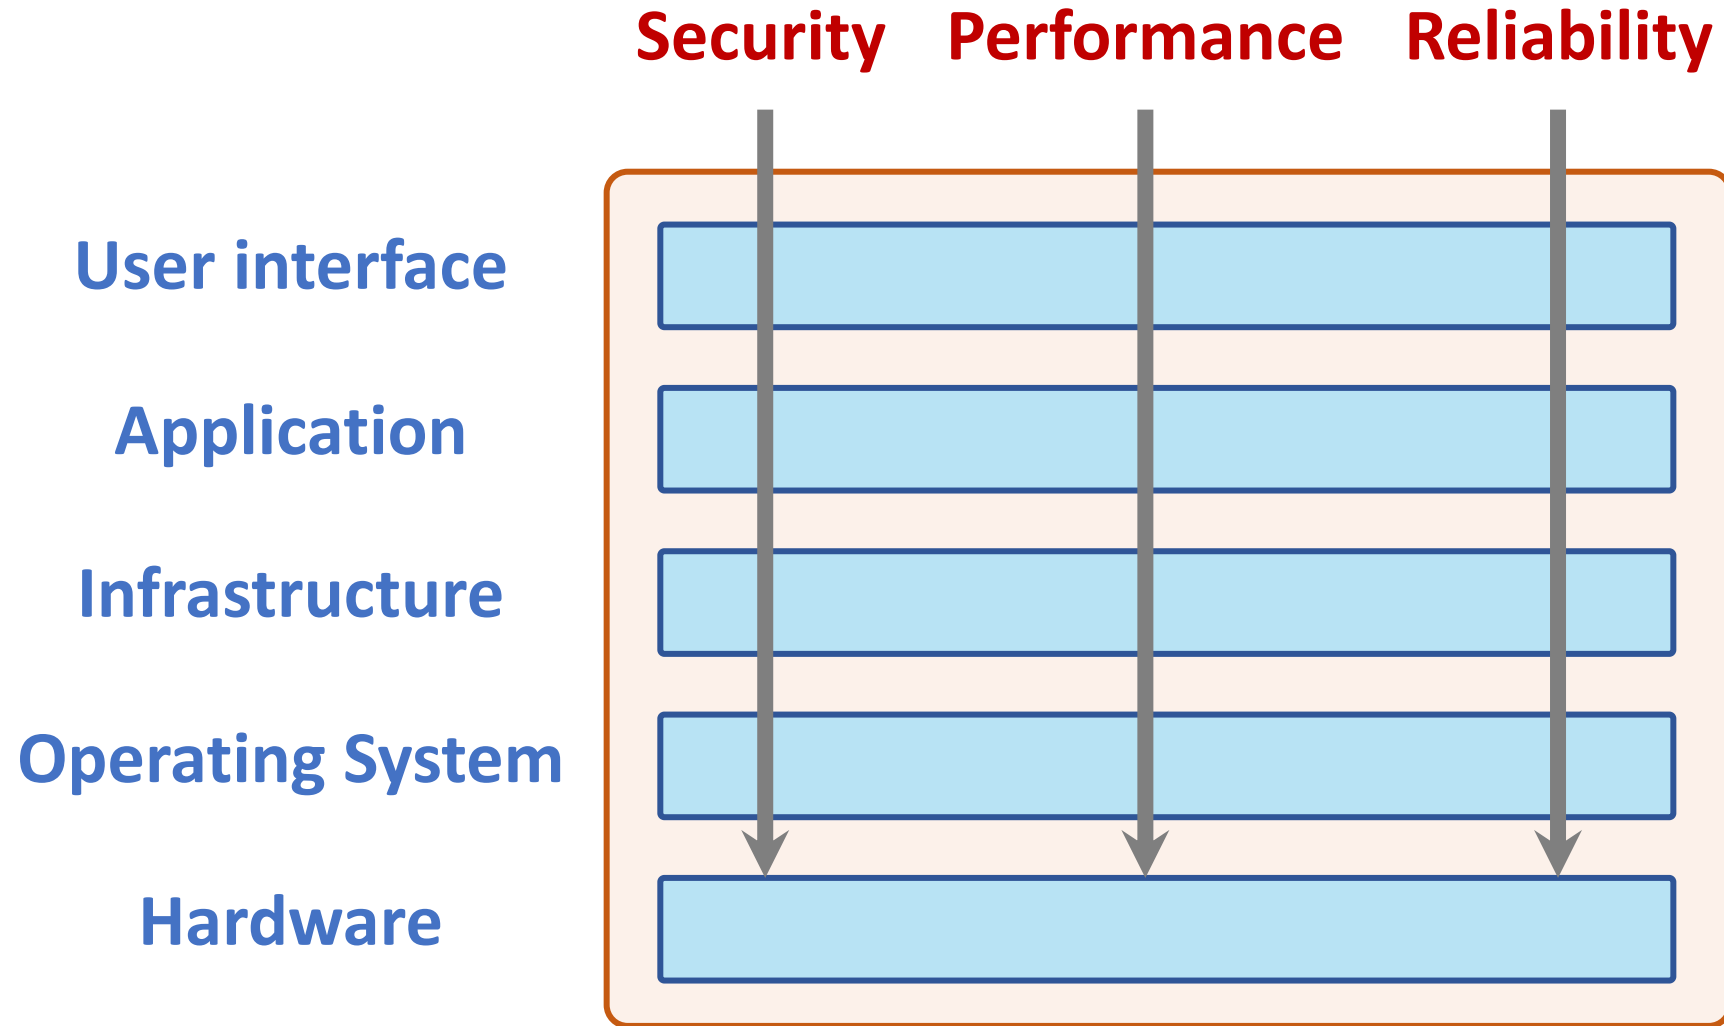 Security Performance Reliability
User interface
Application
Infrastructure
Operating System
Hardware